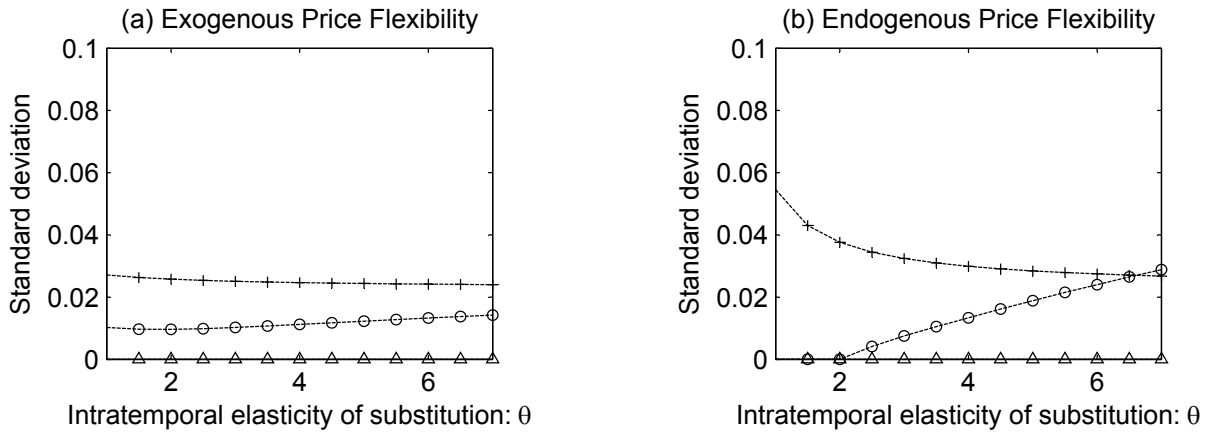 (a) Exogenous Price Flexibility
0.1
0.08
0.06
0.04
0.02
0
Standard deviation
2 4 6
Intratemporal elasticity of substitution: θ
(b) Endogenous Price Flexibility
0.1
0.08
0.06
0.04
0.02
0
Standard deviation
2 4 6
Intratemporal elasticity of substitution: θ